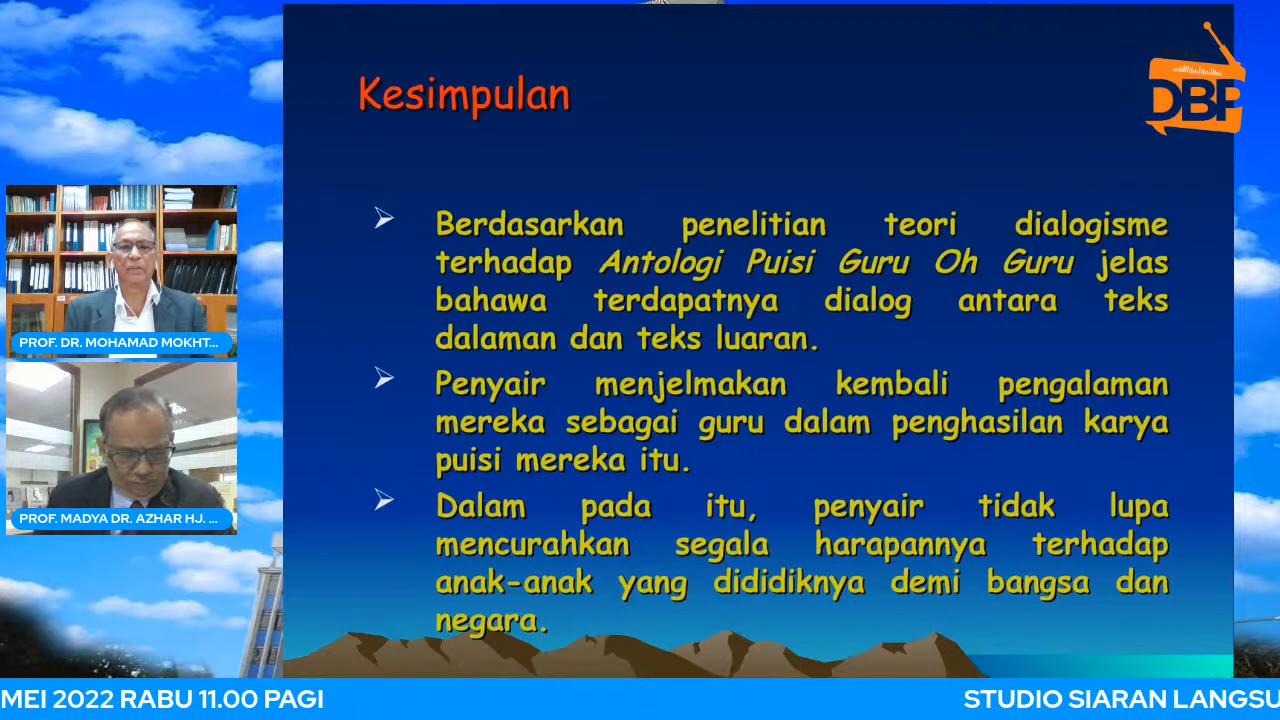 Kesimpulan
DBP
Berdasarkan penelitian teori dialogisme
terhadap Antologi Puisi Guru Oh Guru jelas
bahawa terdapatnya dialog antara teks
dalaman dan teks luaran.
Penyair menjelmakan kembali pengalaman
mereka sebagai guru dalam penghasilan karya
puisi mereka itu.
Dalam pada itu, penyair tidak lupa
mencurahkan segala harapannya terhadap
anak-anak yang dididiknya demi bangsa dan
negara.
PROF. DR. MOHAMAD MOKHT...
PROF. MADYA DR. AZHAR HJ. ...
MEI 2022 RABU 11.00 PAGI
STUDIO SIARAN LANGSU